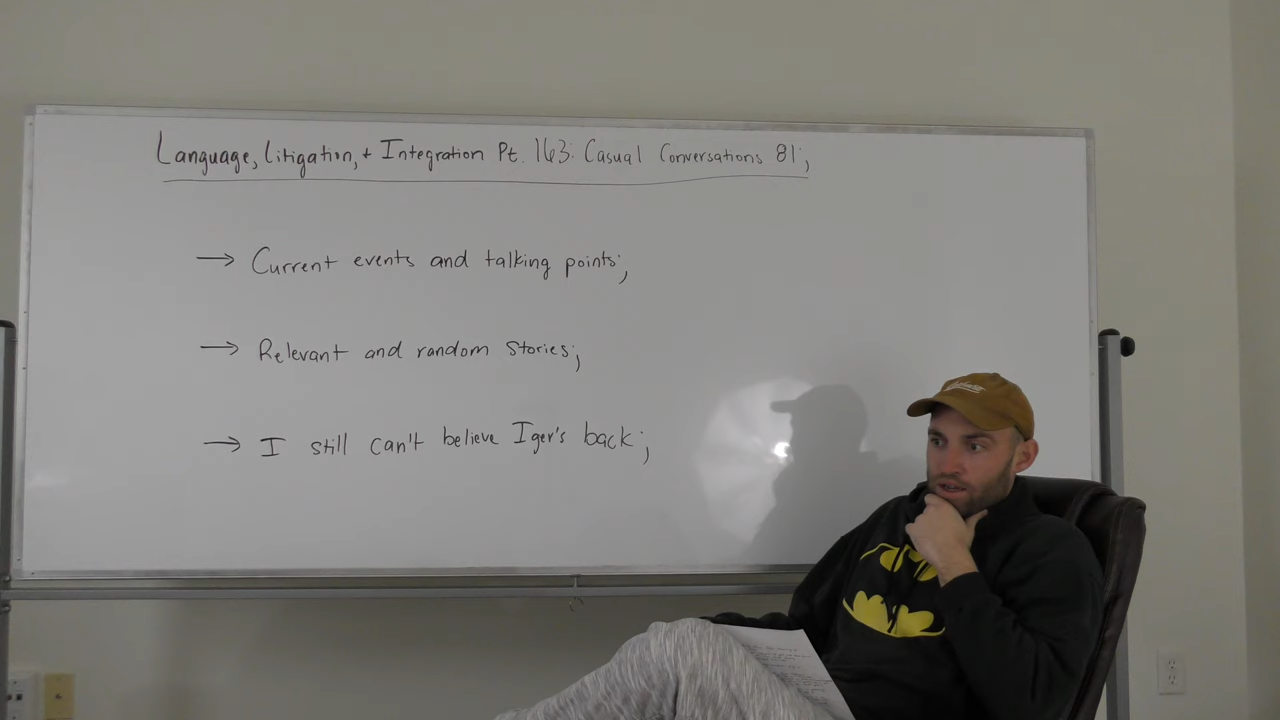 Language, Litigation, + Integration Pt. 163: Casual Conversations 81;
→ Current events and talking points;
→ Relevant and random stories;
→ I still can't believe Iger's back;